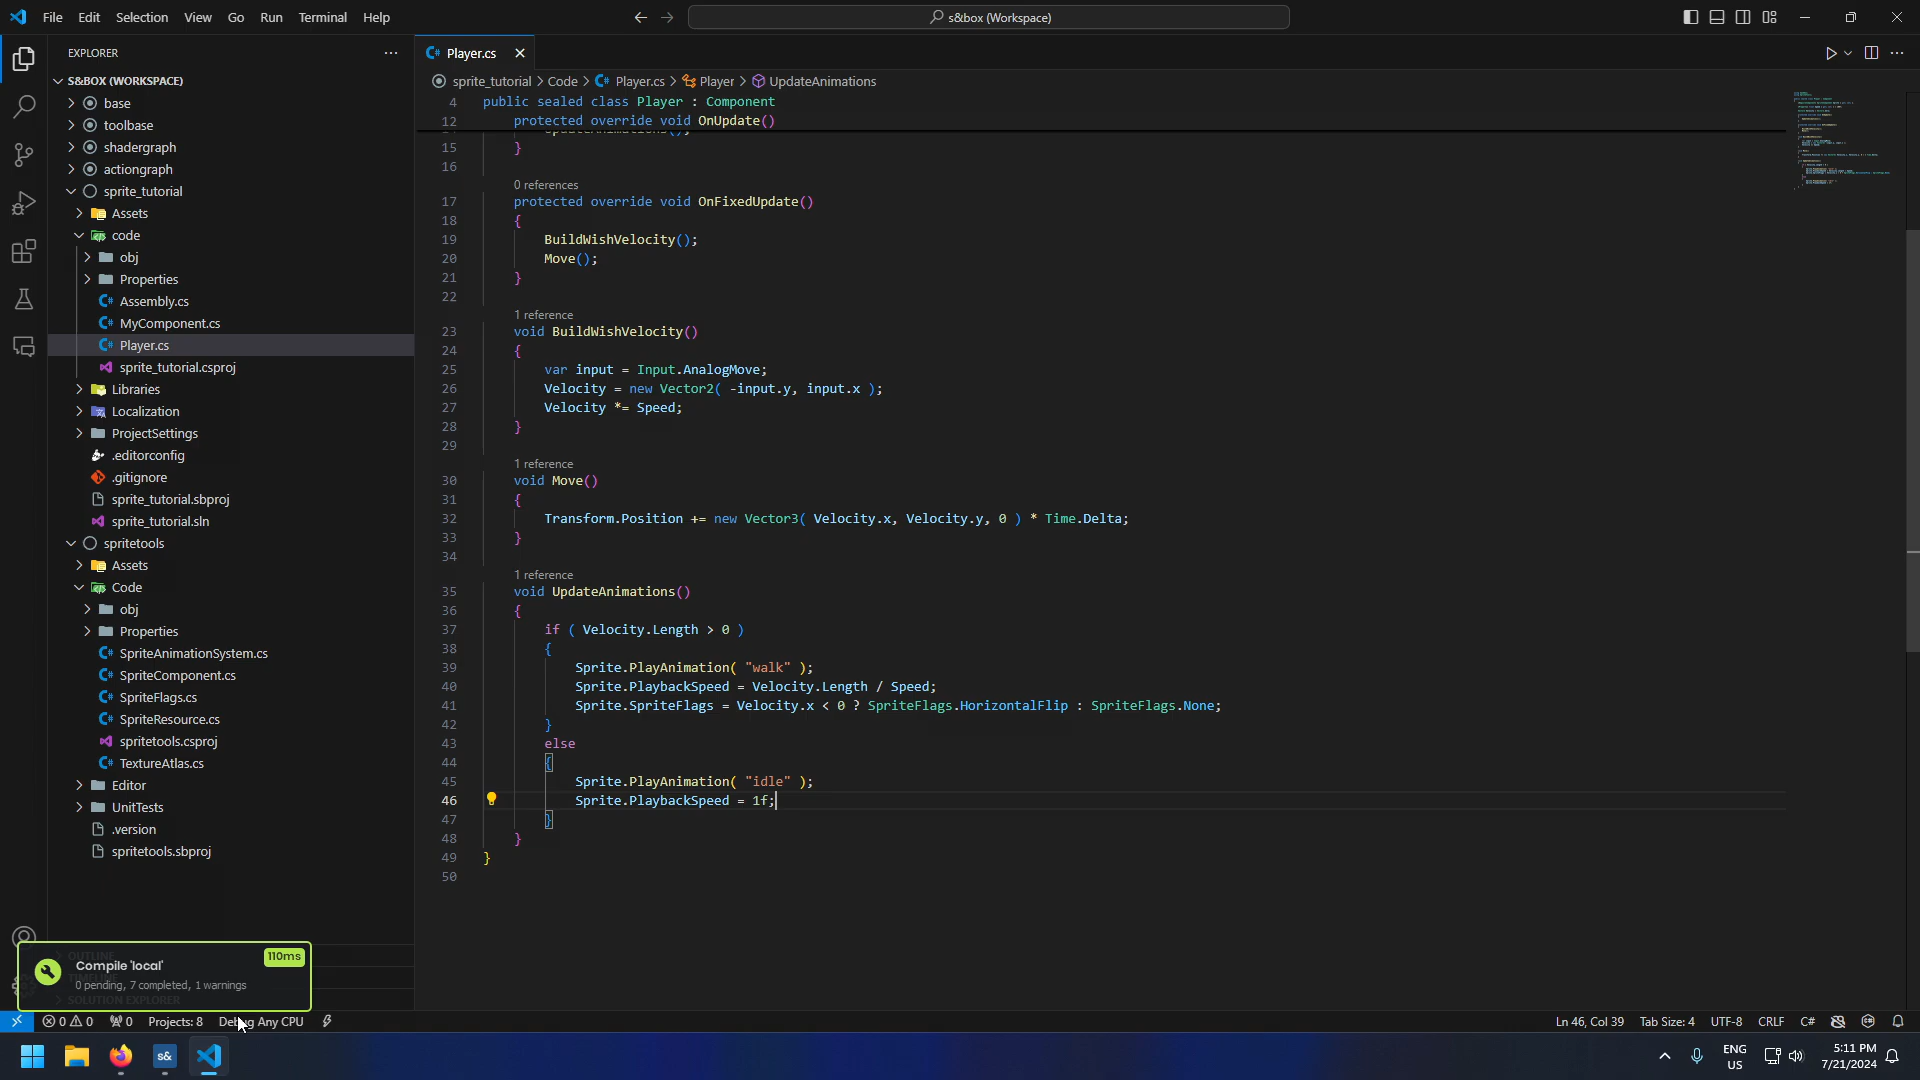 File Edit Selection View Go Run Terminal Help
s&box (Workspace)
EXPLORER
S&BOX (WORKSPACE)
base
toolbase
shadergraph
actiongraph
sprite_tutorial
Assets
code
obj
Properties
Assembly.cs
MyComponent.cs
Player.cs
sprite_tutorial.csproj
Libraries
Localization
ProjectSettings
.editorconfig
.gitignore
sprite_tutorial.sbproj
sprite_tutorial.sln
spritetools
Assets
Code
obj
Properties
SpriteAnimationSystem.cs
SpriteComponent.cs
SpriteFlags.cs
SpriteResource.cs
spritetools.csproj
TextureAtlas.cs
Editor
UnitTests
.version
spritetools.sbproj
OUTLINE
TIMELINE
SOLUTION EXPLORER
Compile 'local'
110ms
0 pending, 7 completed, 1 warnings
Player.cs
sprite_tutorial > Code > Player.cs > Player > UpdateAnimations
4 public sealed class Player : Component
12 protected override void OnUpdate()
UpdateAnimations();
15 }
16
0 references
17 protected override void OnFixedUpdate()
18 {
19 BuildWishVelocity();
20 Move();
21 }
22
1 reference
23 void BuildWishVelocity()
24 {
25 var input = Input.AnalogMove;
26 Velocity = new Vector2( -input.y, input.x );
27 Velocity *= Speed;
28 }
29
1 reference
30 void Move()
31 {
32 Transform.Position += new Vector3( Velocity.x, Velocity.y, 0 ) * Time.Delta;
33 }
34
1 reference
35 void UpdateAnimations()
36 {
37 if ( Velocity.Length > 0 )
38 {
39 Sprite.PlayAnimation( "walk" );
40 Sprite.PlaybackSpeed = Velocity.Length / Speed;
41 Sprite.SpriteFlags = Velocity.x < 0 ? SpriteFlags.HorizontalFlip : SpriteFlags.None;
42 }
43 else
44 {
45 Sprite.PlayAnimation( "idle" );
46 Sprite.PlaybackSpeed = 1f;
47 }
48 }
49 }
50
0 0 0 Projects: 8 Debug Any CPU
Ln 46, Col 39 Tab Size: 4 UTF-8 CRLF C#
s&
ENG
US
5:11 PM
7/21/2024